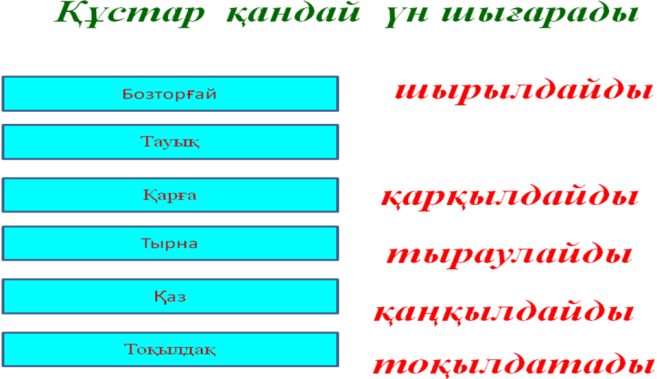 Құстар қандай үн шығарады
Бозторғай шырылдайды
Тауық
Қарға қарқылдайды
Тырна тыраулайды
Қаз қаңқылдайды
Тоқылдақ тоқылдатады